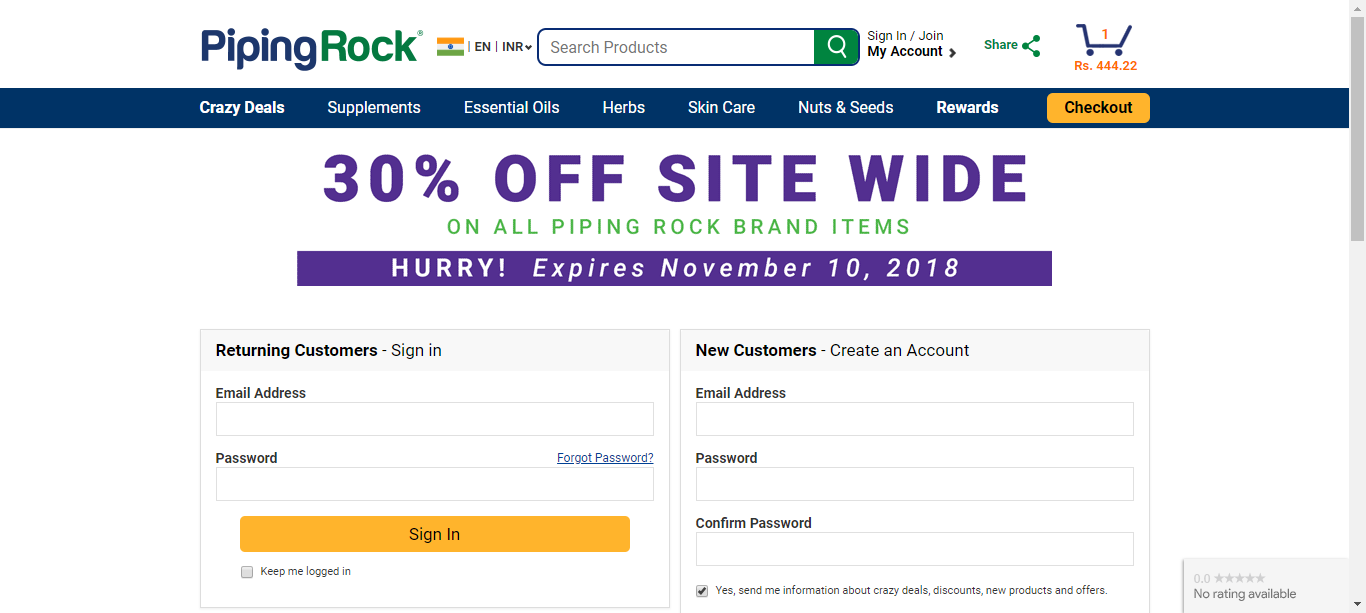 PipingRock®
| EN | INR
Search Products
Sign In / Join
My Account
Share
1
Rs. 444.22
Crazy Deals
Supplements
Essential Oils
Herbs
Skin Care
Nuts & Seeds
Rewards
Checkout
30% OFF SITE WIDE
ON ALL PIPING ROCK BRAND ITEMS
HURRY! Expires November 10, 2018
Returning Customers - Sign in
Email Address
Password
Forgot Password?
Sign In
Keep me logged in
New Customers - Create an Account
Email Address
Password
Confirm Password
Yes, send me information about crazy deals, discounts, new products and offers.
0.0 ★★★★★
No rating available